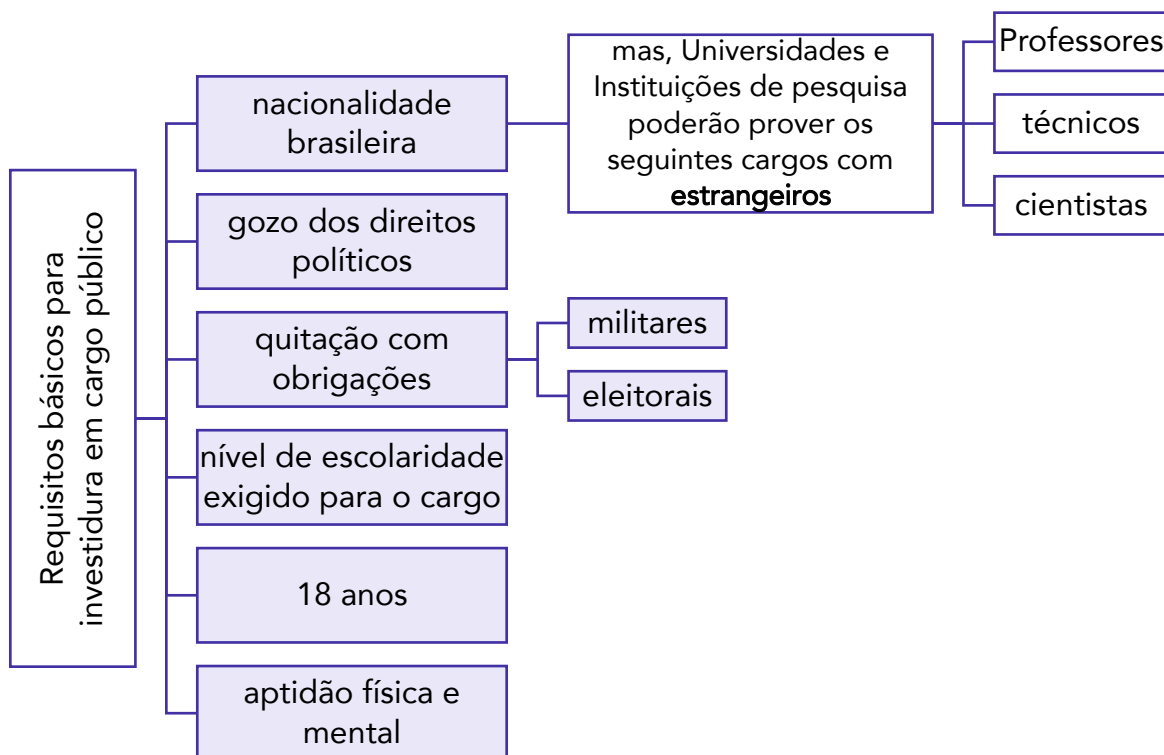 Requisitos básicos para
investidura em cargo público
nacionalidade
brasileira
mas, Universidades e
Instituições de pesquisa
poderão prover os
seguintes cargos com
estrangeiros
Professores
técnicos
cientistas
gozo dos direitos
políticos
quitação com
obrigações
militares
eleitorais
nível de escolaridade
exigido para o cargo
18 anos
aptidão física e
mental